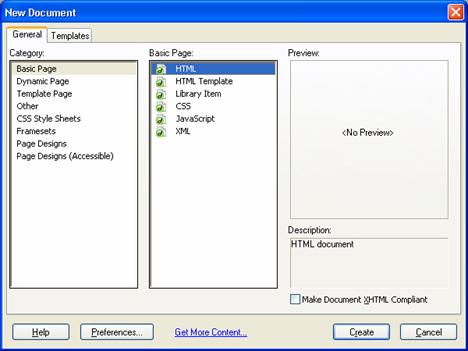 New Document
General
Templates
Category:
Basic Page
Dynamic Page
Template Page
Other
CSS Style Sheets
Framesets
Page Designs
Page Designs (Accessible)
Basic Page:
HTML
HTML Template
Library Item
CSS
JavaScript
XML
Preview:
<No Preview>
Description:
HTML document
Make Document XHTML Compliant
Help
Preferences...
Get More Content...
Create
Cancel